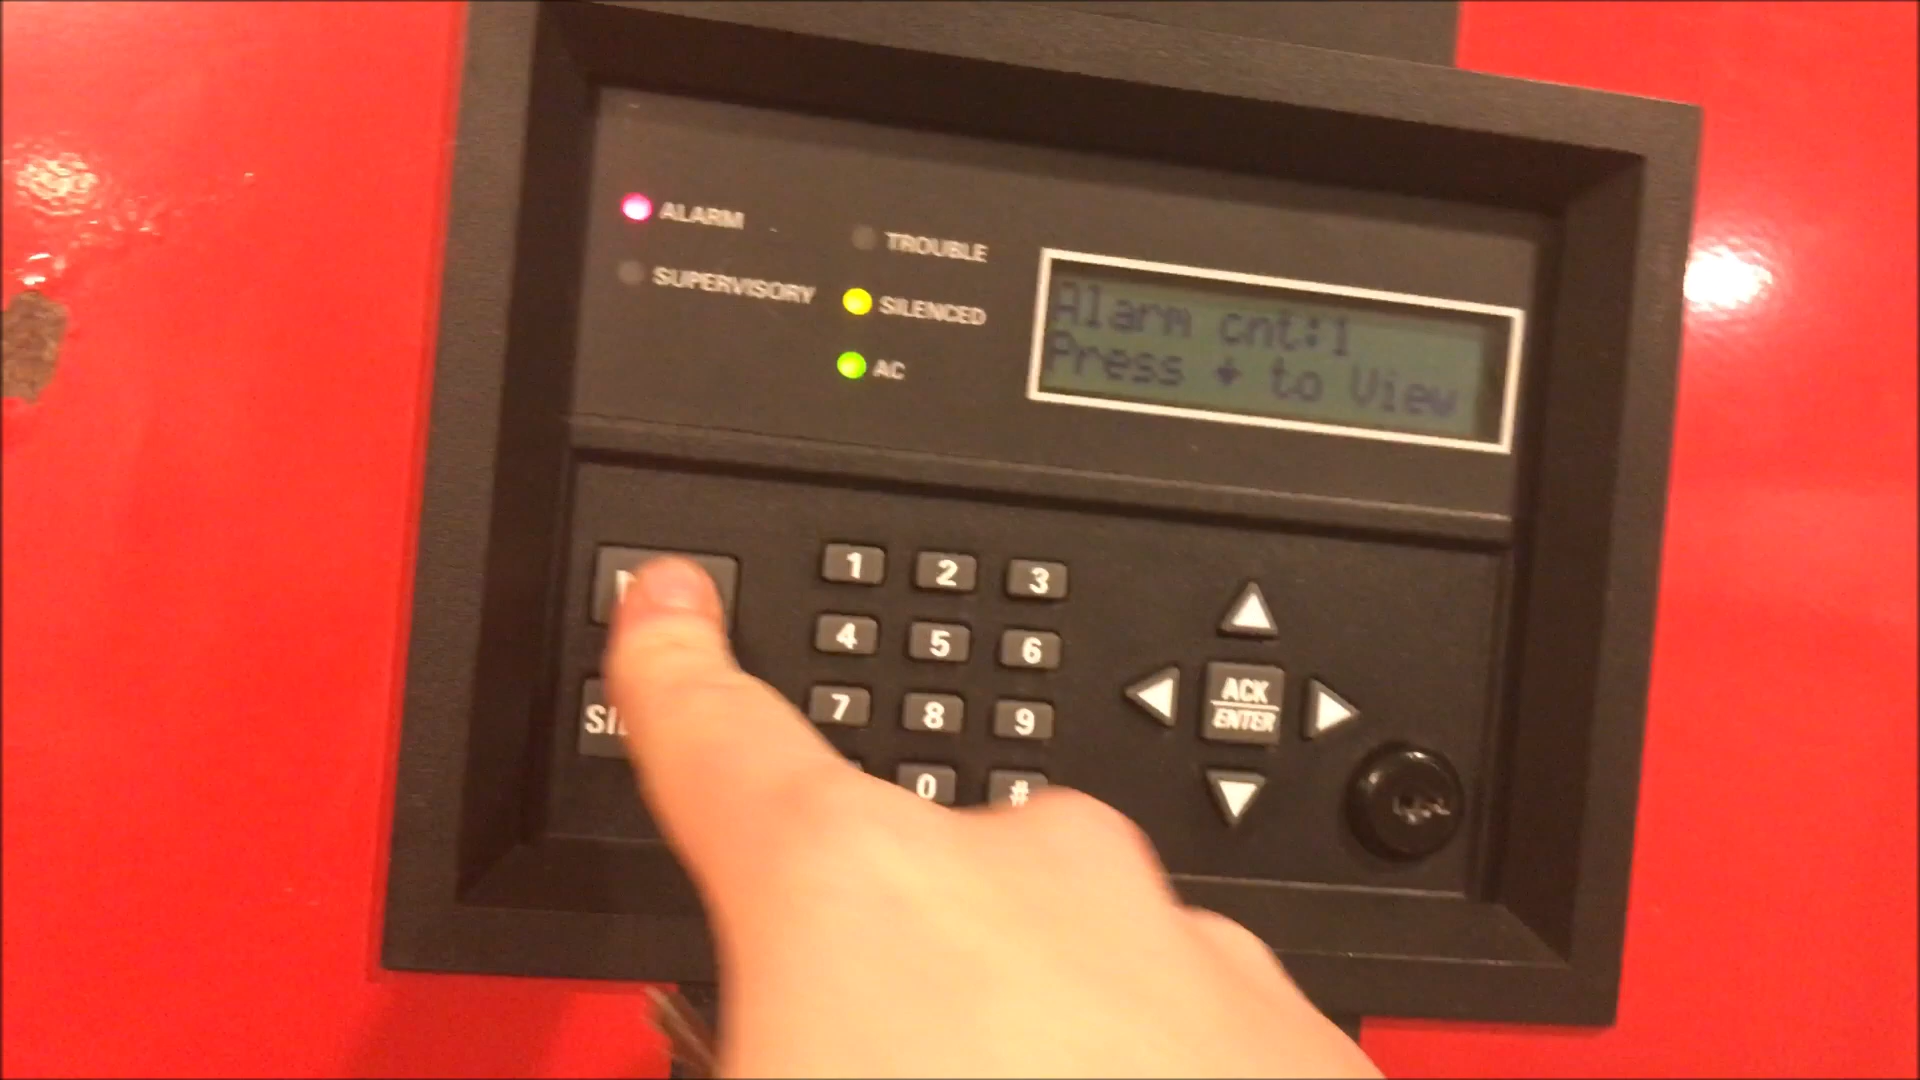 ALARM
TROUBLE
SUPERVISORY
SILENCED
AC
Alarm cnt:1
Press ↓ to View
1 2 3
4 5 6
7 8 9
0 #
ACK
ENTER